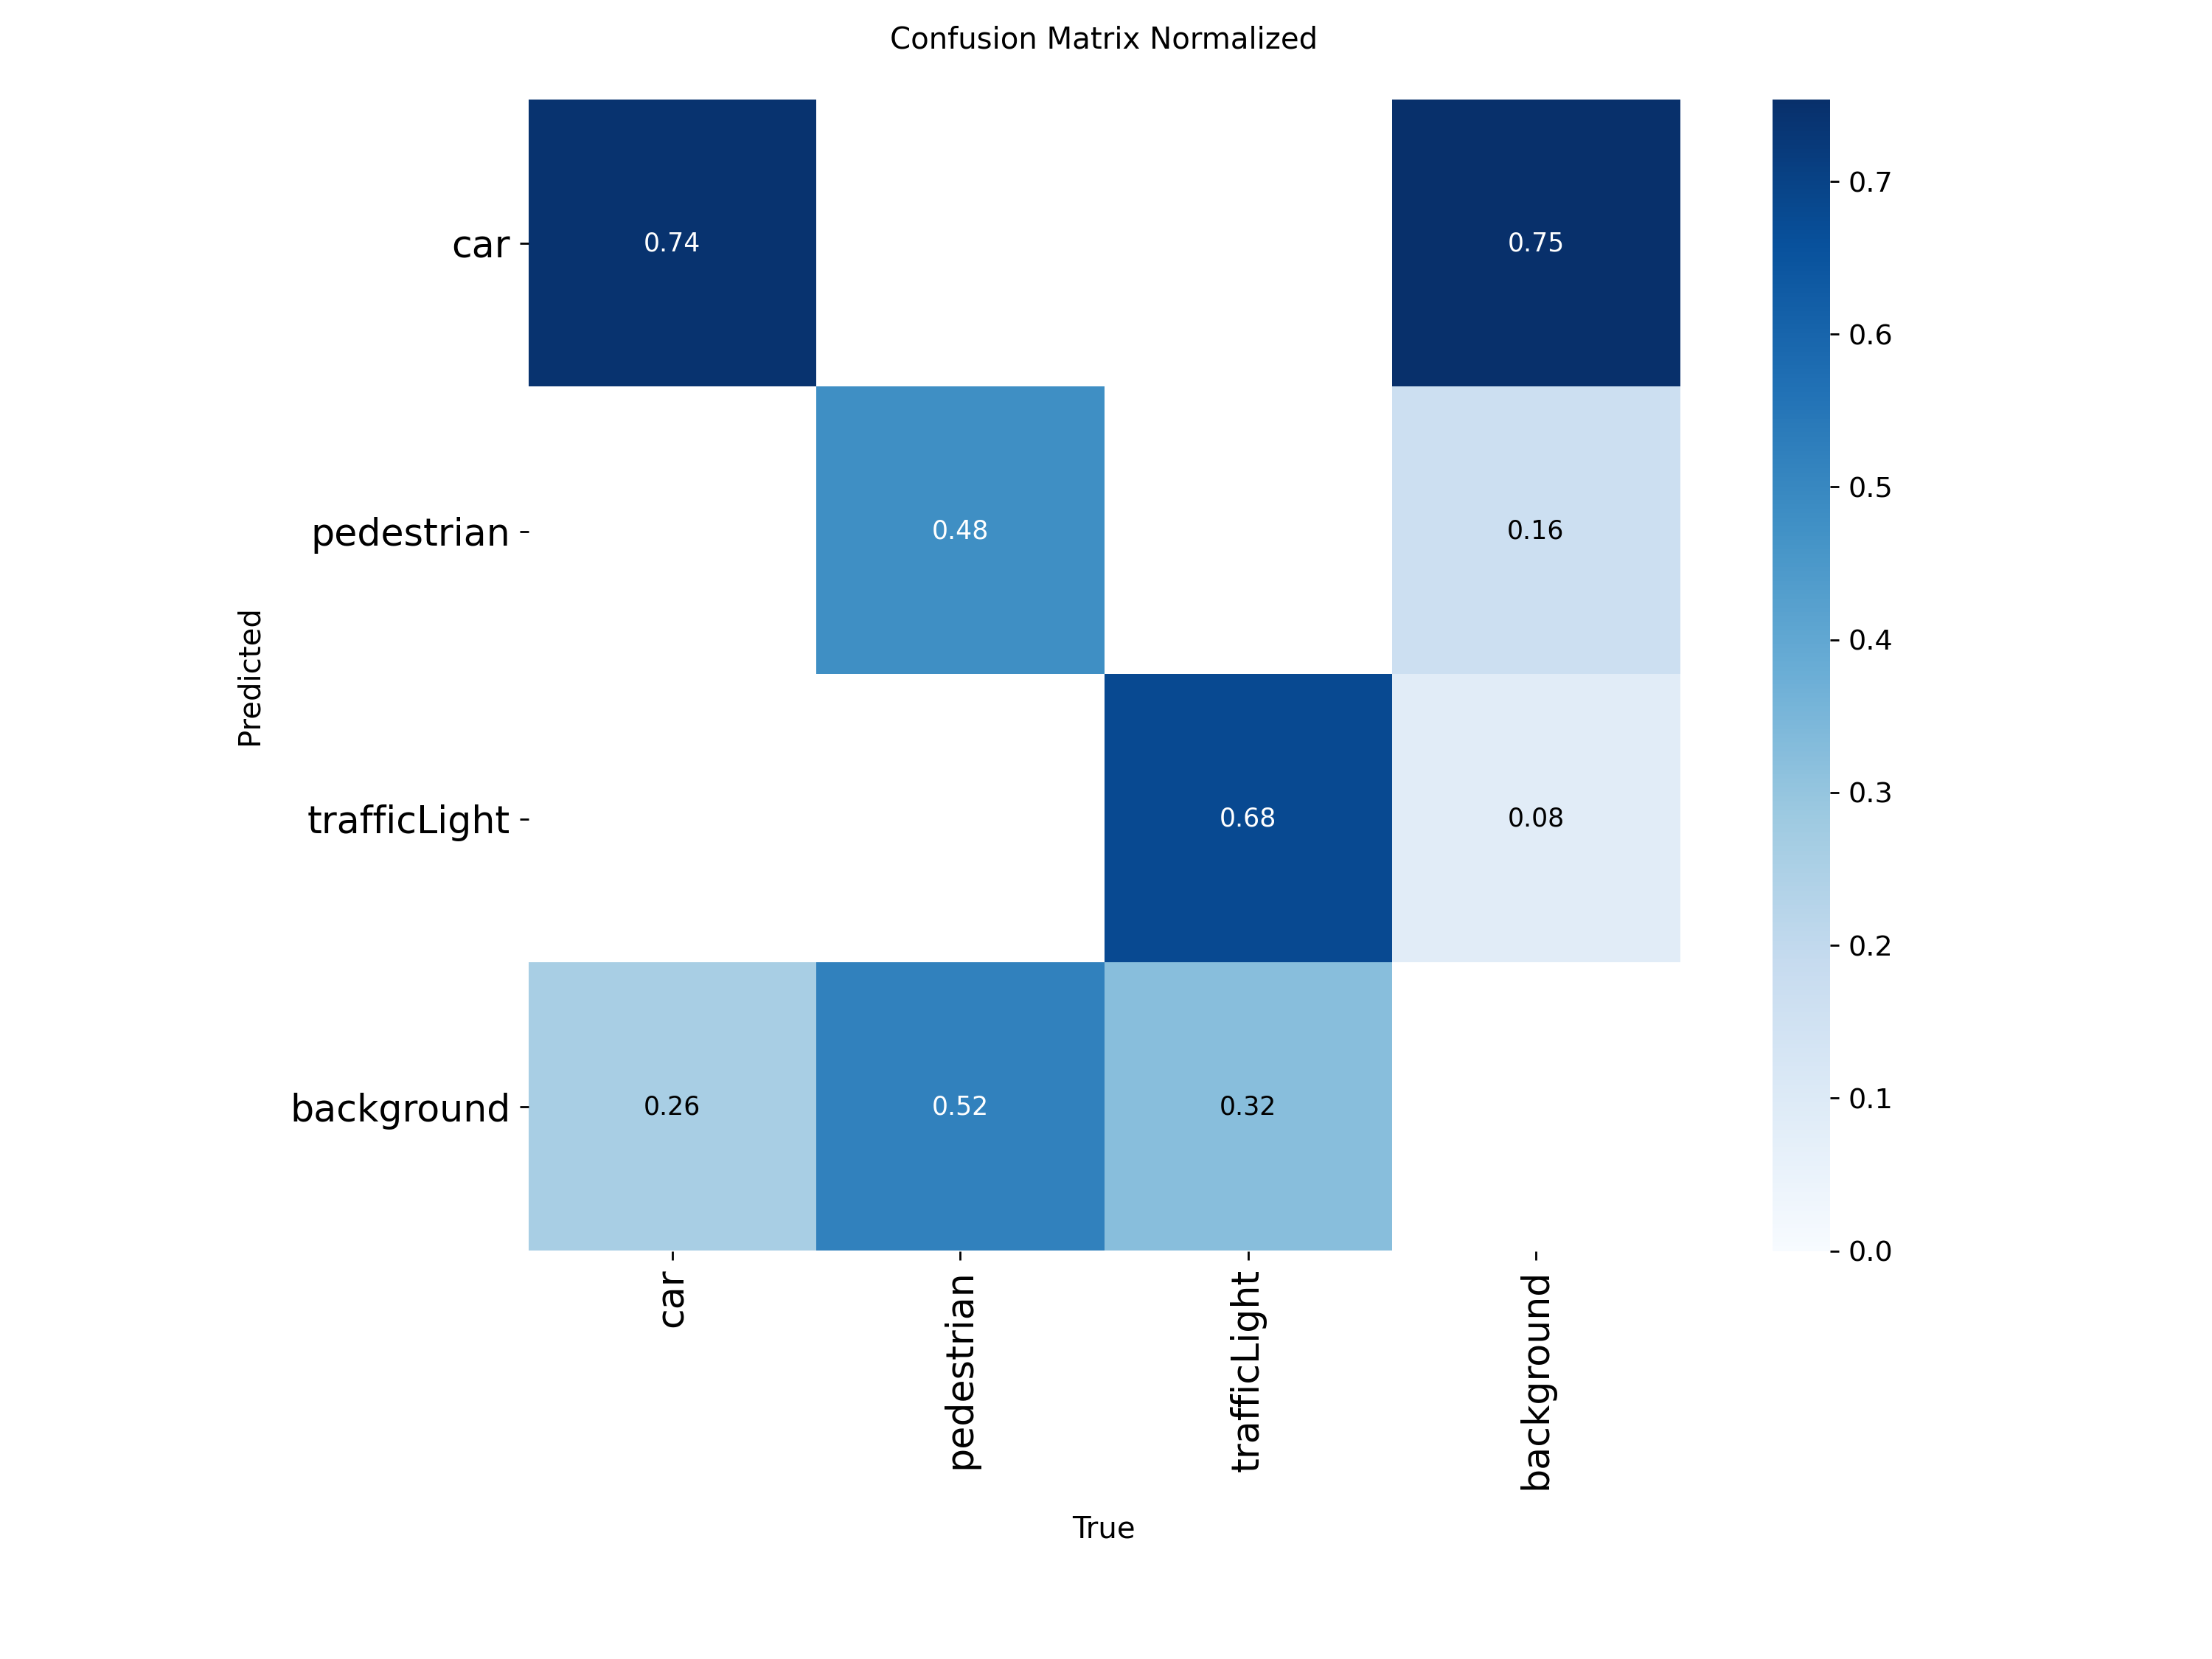 Confusion Matrix Normalized
car
0.74
0.75
0.7
0.6
pedestrian
0.48
0.16
0.5
Predicted
0.4
trafficLight
0.68
0.08
0.3
0.2
background
0.26
0.52
0.32
0.1
0.0
car
pedestrian
trafficLight
background
True